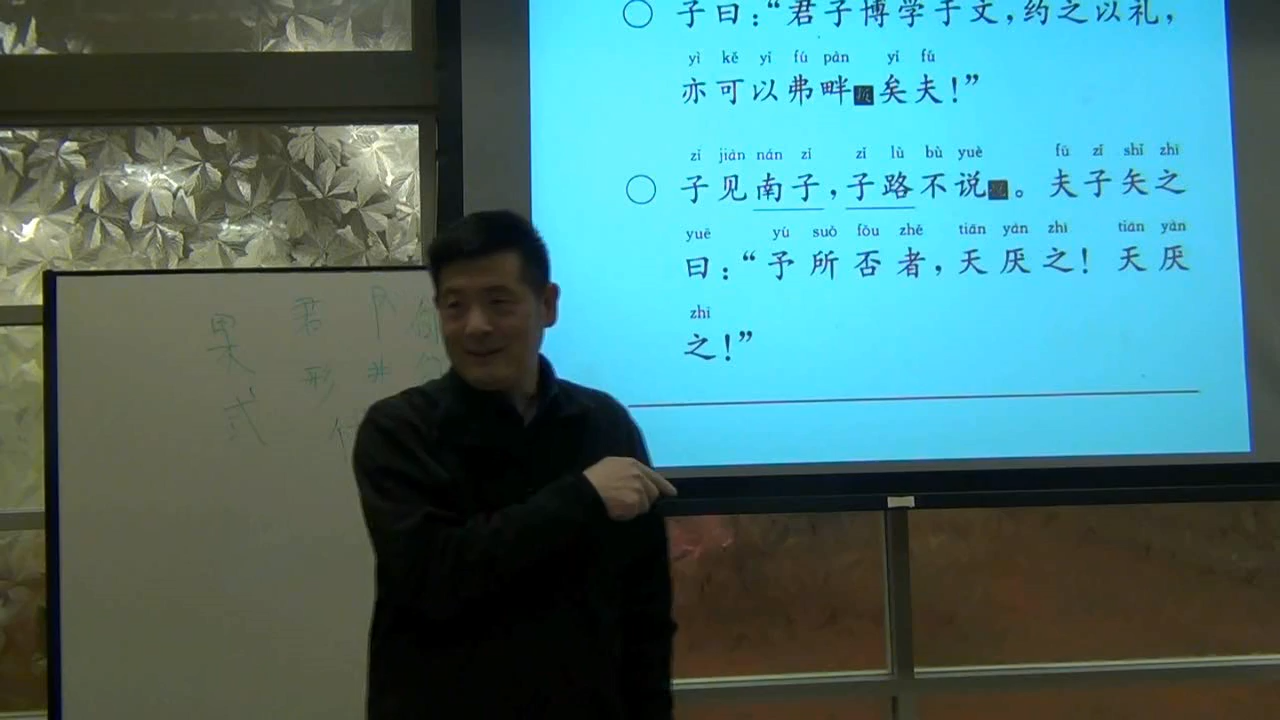 ○ 子曰：“君子博学于文，约之以礼，
yì kě yǐ fú pàn yǐ fú
亦可以弗畔矣夫！”
zǐ jiàn nán zǐ zǐ lù bù yuè fū zǐ shǐ zhī
○ 子见南子，子路不说。夫子矢之
yuē yú suǒ fǒu zhě tiān yàn zhī tiān yàn
曰：“予所否者，天厌之！天厌
zhī
之！”
君
形
式